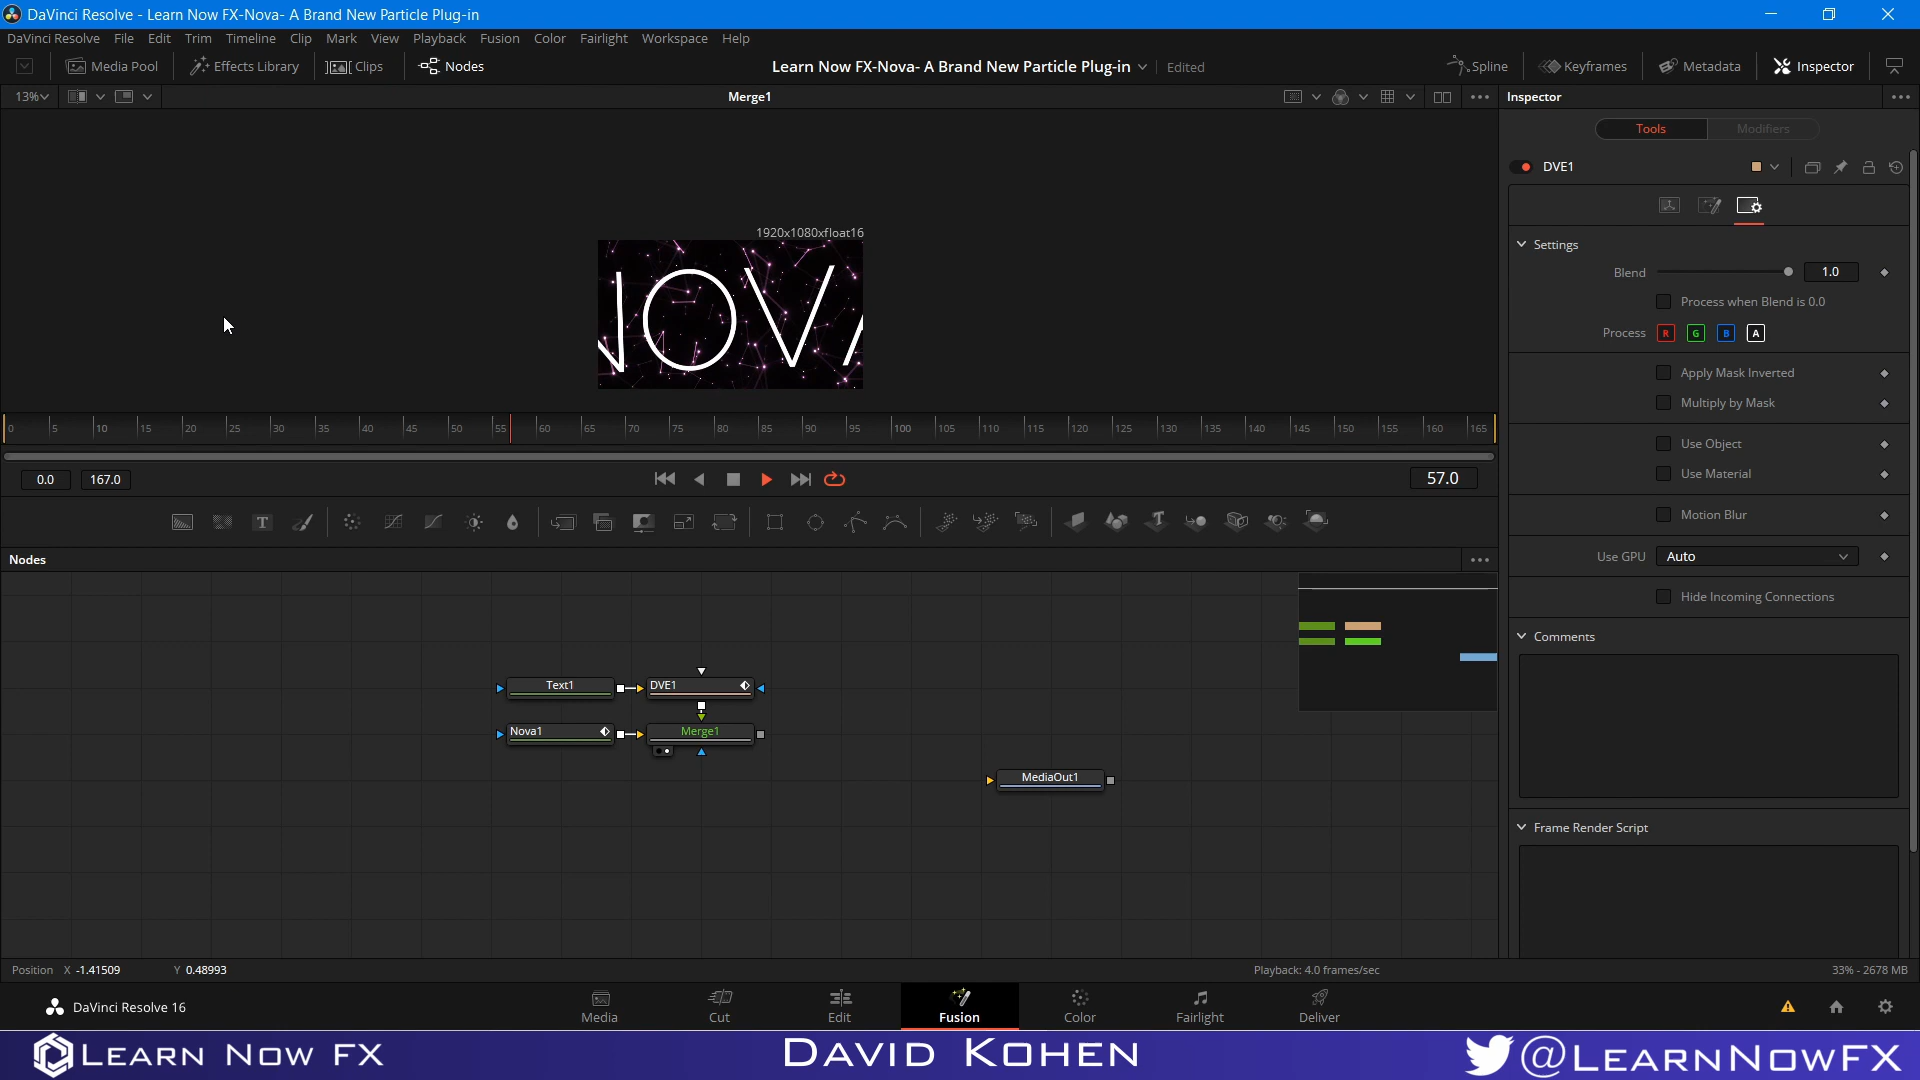 DaVinci Resolve - Learn Now FX-Nova- A Brand New Particle Plug-in
DaVinci Resolve File Edit Trim Timeline Clip Mark View Playback Fusion Color Fairlight Workspace Help
Media Pool Effects Library Clips Nodes Learn Now FX-Nova- A Brand New Particle Plug-in Edited Spline Keyframes Metadata Inspector
13% Merge1 Inspector
Tools Modifiers
DVE1
1920x1080xfloat16
NOVA
Settings
Blend 1.0
Process when Blend is 0.0
Process R G B A
Apply Mask Inverted
Multiply by Mask
0 5 10 15 20 25 30 35 40 45 50 55 60 65 70 75 80 85 90 95 100 105 110 115 120 125 130 135 140 145 150 155 160 165
Use Object
Use Material
0.0 167.0 57.0
Motion Blur
T T
Use GPU Auto
Nodes
Hide Incoming Connections
Comments
Text1 DVE1
Nova1 Merge1
MediaOut1
Frame Render Script
Position X -1.41509 Y 0.48993 Playback: 4.0 frames/sec 33% - 2678 MB
DaVinci Resolve 16 Media Cut Edit Fusion Color Fairlight Deliver
LEARN NOW FX DAVID KOHEN @LEARNNOWFX